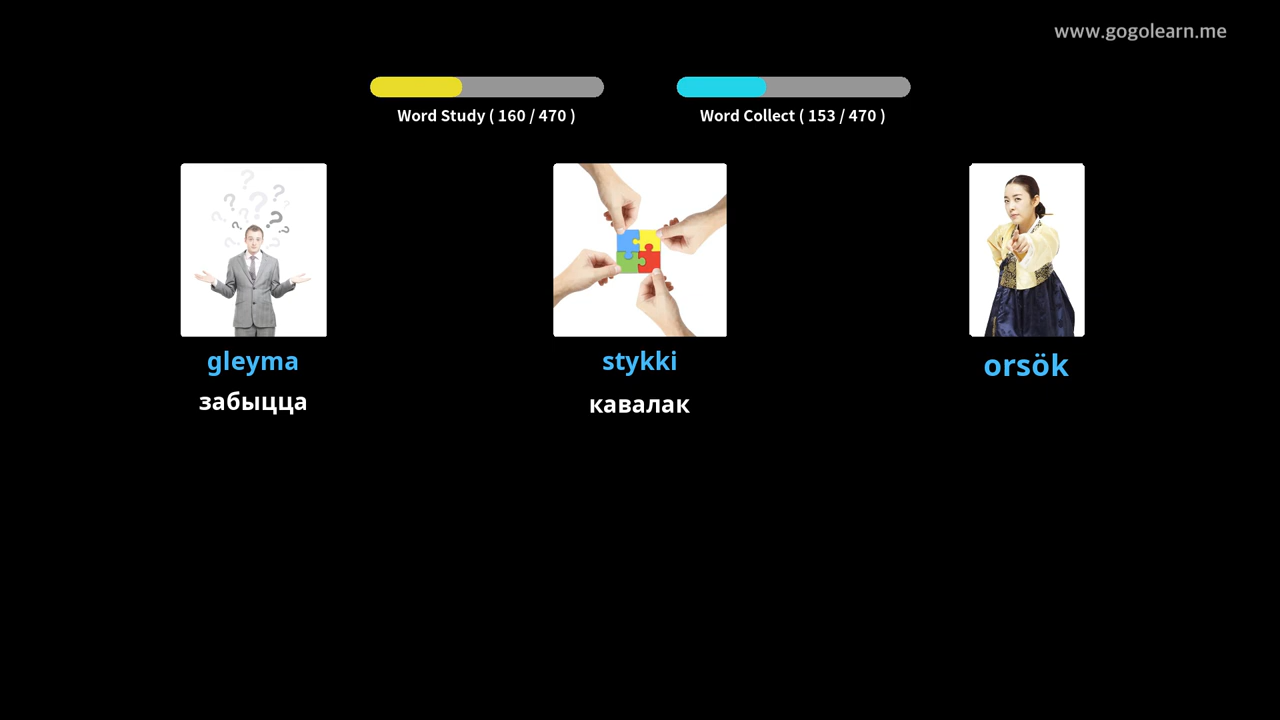 www.gogolearn.me
Word Study ( 160 / 470 )
Word Collect ( 153 / 470 )
gleyma
забыцца
stykki
кавалак
orsök